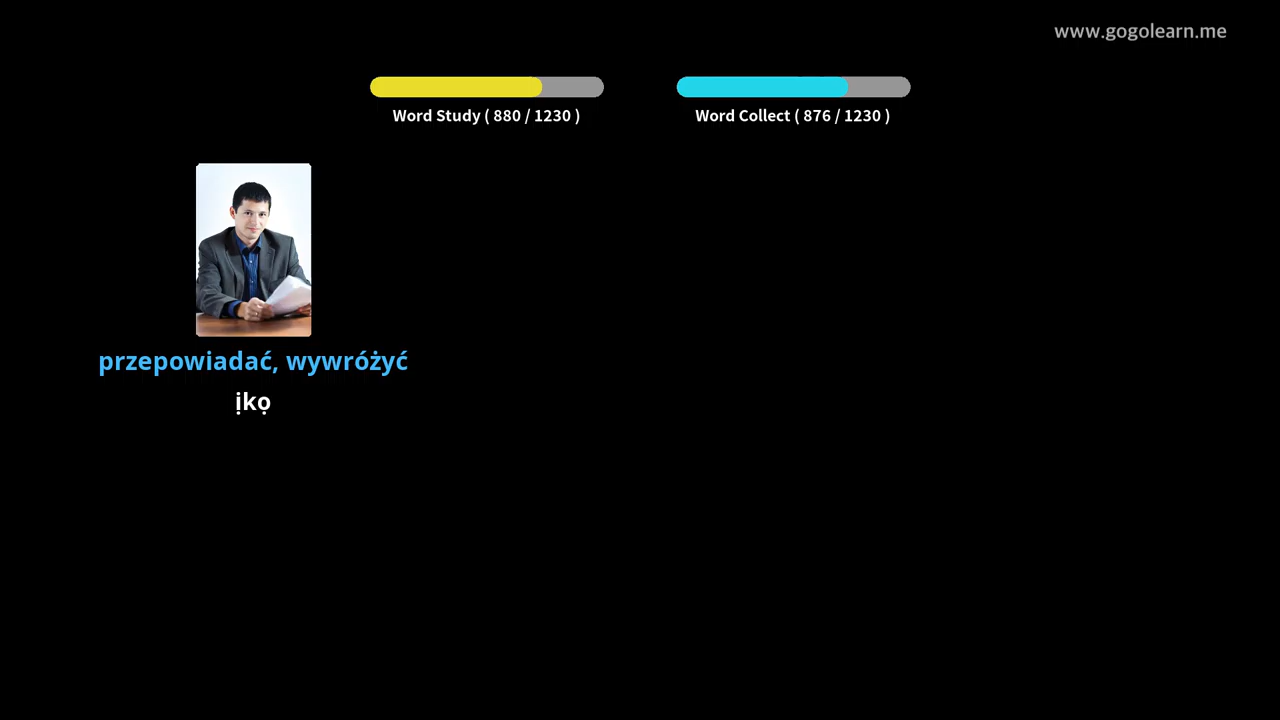 www.gogolearn.me
Word Study ( 880 / 1230 )
Word Collect ( 876 / 1230 )
przepowiadać, wywróżyć
ịkọ